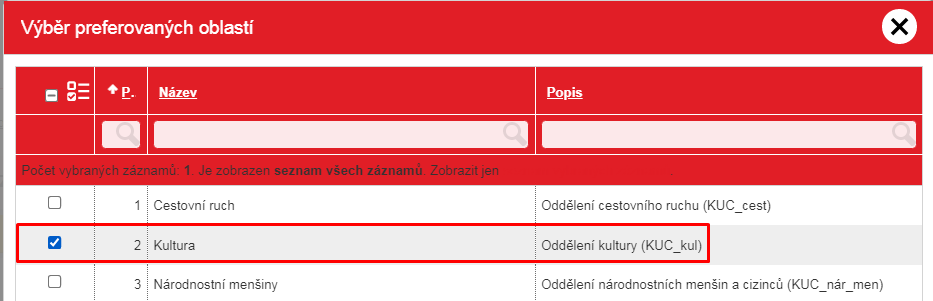 Výběr preferovaných oblastí
P. Název Popis
Počet vybraných záznamů: 1. Je zobrazen seznam všech záznamů. Zobrazit jen
1 Cestovní ruch Oddělení cestovního ruchu (KUC_cest)
2 Kultura Oddělení kultury (KUC_kul)
3 Národnostní menšiny Oddělení národnostních menšin a cizinců (KUC_nár_men)